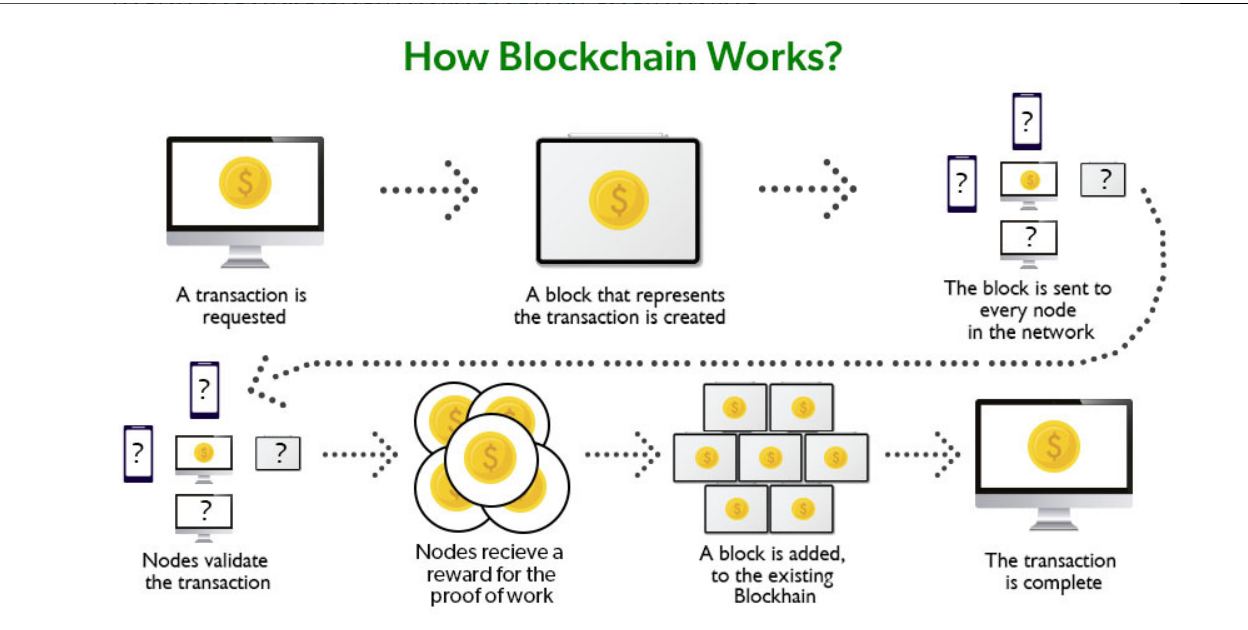 How Blockchain Works?
?
?
?
?
$
$
$
A transaction is
requested
A block that represents
the transaction is created
The block is sent to
every node
in the network
?
?
?
?
$
$
$
$
$
$
$
$
$
$
$
$
$
$
Nodes validate
the transaction
Nodes recieve a
reward for the
proof of work
A block is added,
to the existing
Blockhain
The transaction
is complete